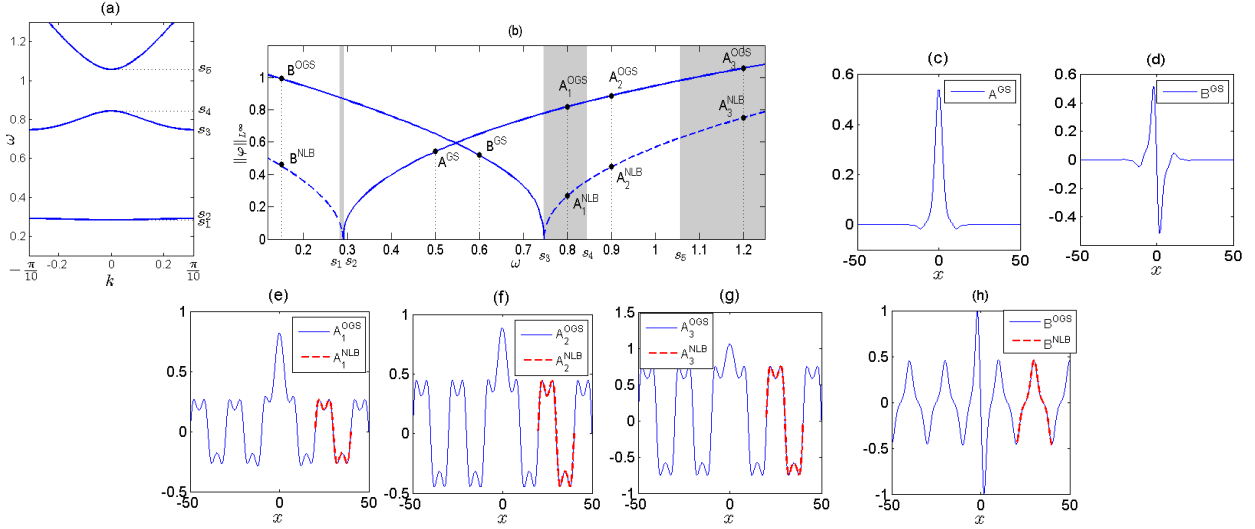 (a)
1.2
1
0.8
0.6
0.4
0.2
ω
s5
s4
s3
s2
s1
−π/10
-0.2
0
0.2
π/10
k
(b)
1
0.8
0.6
0.4
0.2
0
‖φ‖L∞
B^OGS
B^NLB
A^GS
B^GS
A1^OGS
A2^OGS
A3^OGS
A1^NLB
A2^NLB
A3^NLB
0.2 0.3 0.4 0.5 0.6 0.7 0.8 0.9 1 1.1 1.2
s1 s2 ω s3 s4 s5
(c)
0.6
0.4
0.2
0
A^GS
-50 0 50
x
(d)
0.6
0.4
0.2
0
-0.2
-0.4
B^GS
-50 0 50
x
(e)
1
0.5
0
-0.5
A1^OGS
A1^NLB
-50 0 50
x
(f)
1
0.5
0
-0.5
A2^OGS
A2^NLB
-50 0 50
x
(g)
1.5
1
0.5
0
-0.5
-1
A3^OGS
A3^NLB
-50 0 50
x
(h)
1
0.5
0
-0.5
-1
B^OGS
B^NLB
-50 0 50
x